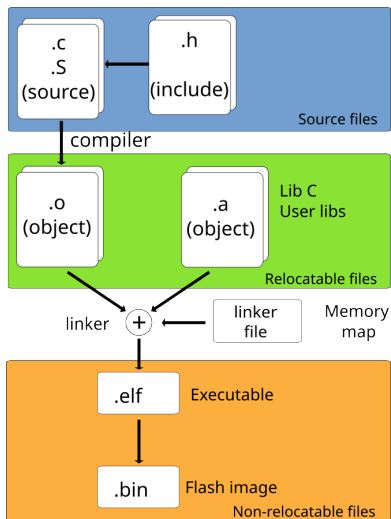 .c
.S
(source)
.h
(include)
Source files
compiler
.o
(object)
.a
(object)
Lib C
User libs
Relocatable files
linker
+
linker
file
Memory
map
.elf
Executable
.bin
Flash image
Non-relocatable files